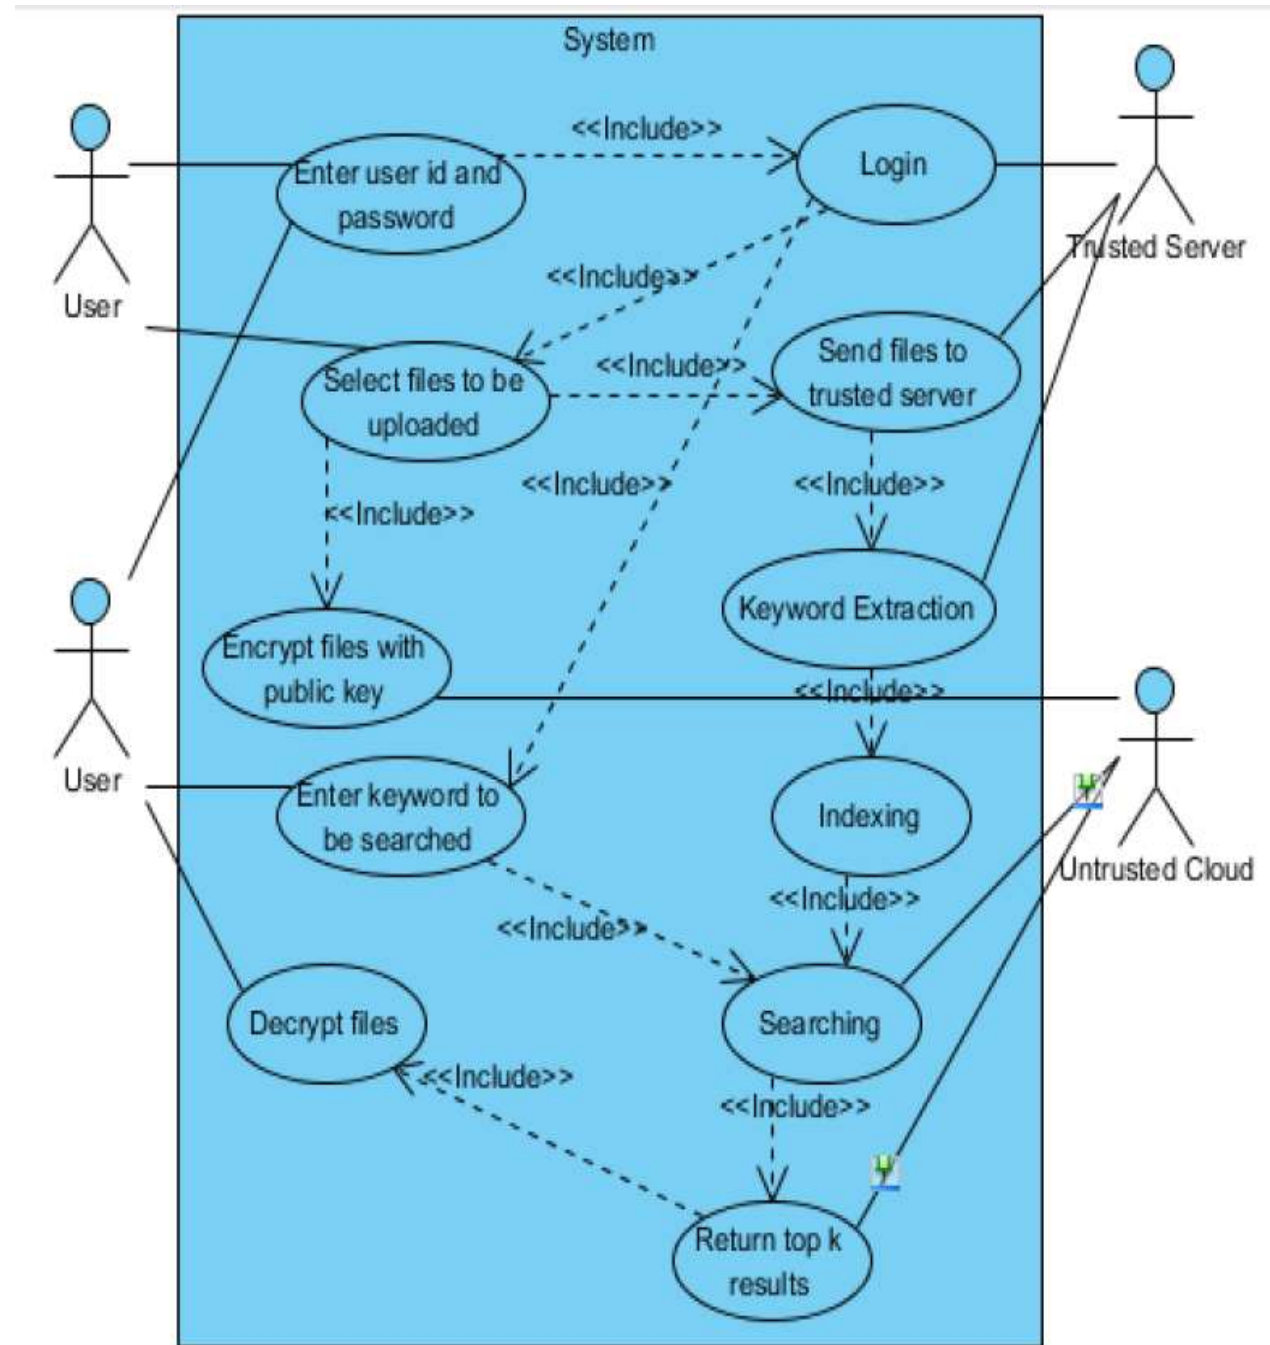 System
<<Include>>
Login
Enter user id and
password
Trusted Server
<<Include>>
User
Send files to
trusted server
<<Include>>
Select files to be
uploaded
<<Include>>
<<Include>>
<<Include>>
Keyword Extraction
Encrypt files with
public key
<<Include>>
User
Enter keyword to
be searched
Indexing
Untrusted Cloud
<<Include>>
<<Include>>
Decrypt files
Searching
<<Include>>
<<Include>>
Return top k
results